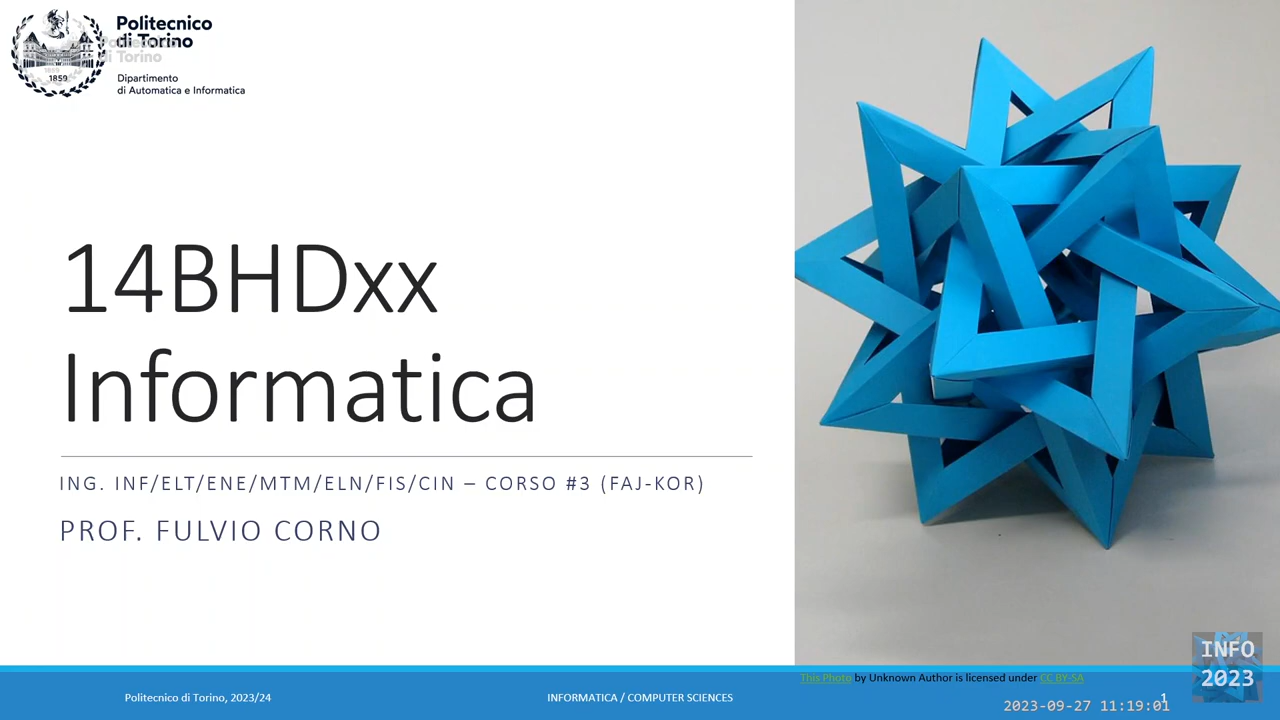 Politecnico
di Torino
1859
Dipartimento
di Automatica e Informatica
14BHDxx
Informatica
ING. INF/ELT/ENE/MTM/ELN/FIS/CIN – CORSO #3 (FAJ-KOR)
PROF. FULVIO CORNO
This Photo by Unknown Author is licensed under CC BY-SA
Politecnico di Torino, 2023/24
INFORMATICA / COMPUTER SCIENCES
1
INFO
2023
2023-09-27 11:19:01